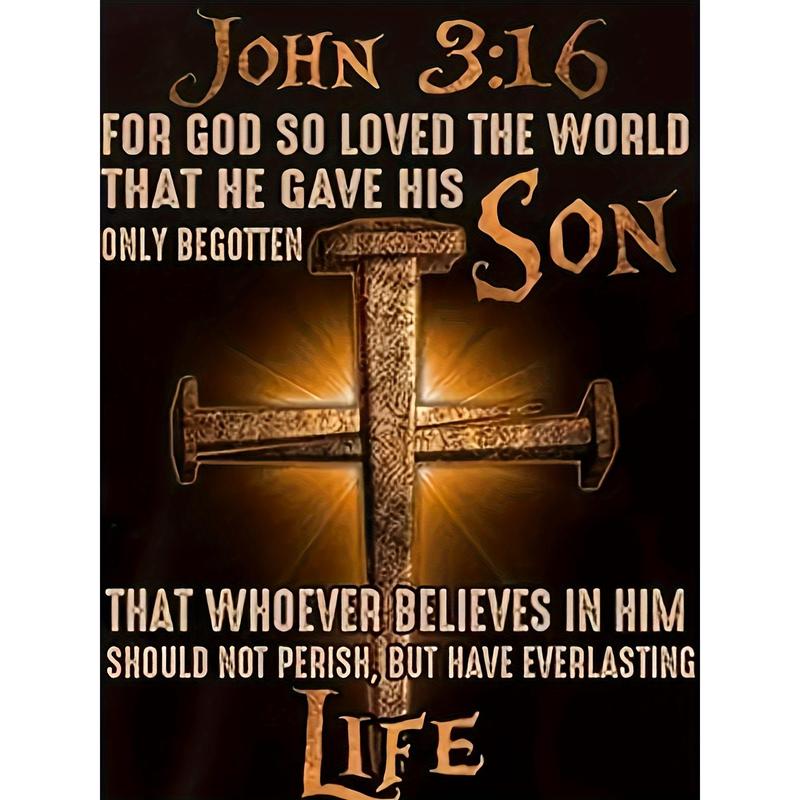 JOHN 3:16
FOR GOD SO LOVED THE WORLD
THAT HE GAVE HIS
ONLY BEGOTTEN SON
THAT WHOEVER BELIEVES IN HIM
SHOULD NOT PERISH, BUT HAVE EVERLASTING
LIFE